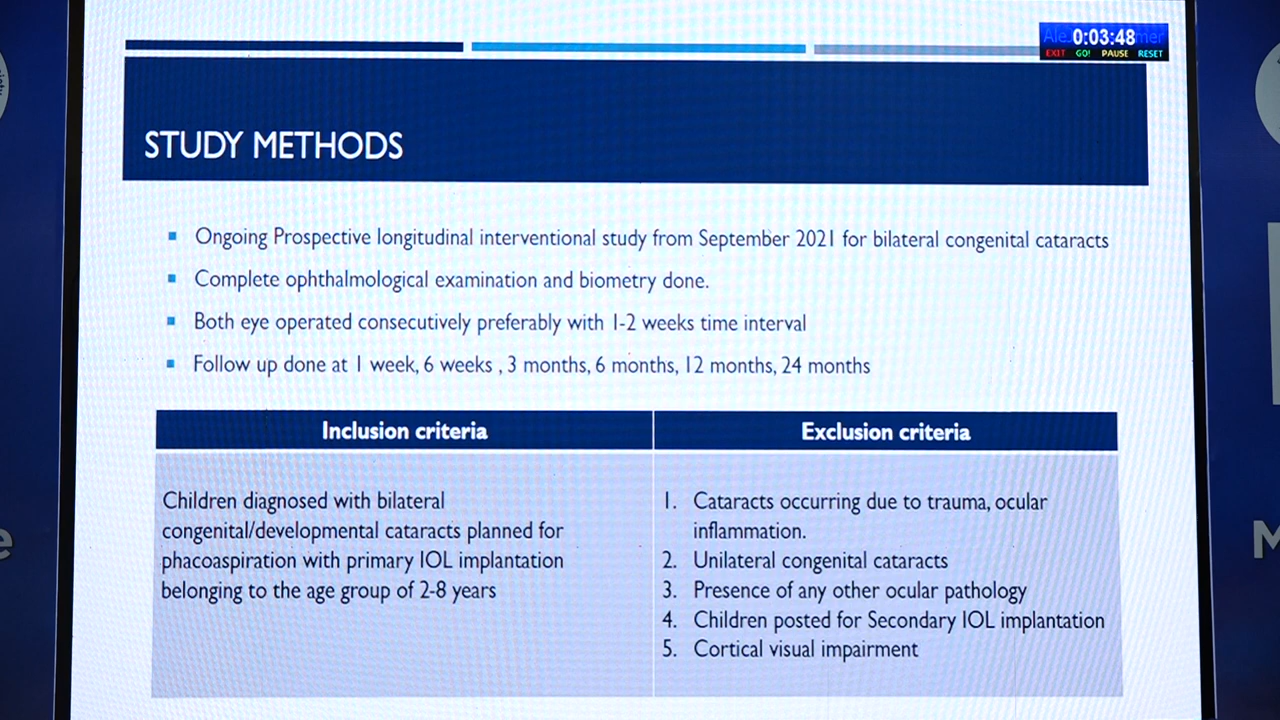 0:03:48
EXIT GO! PAUSE RESET
STUDY METHODS
▪ Ongoing Prospective longitudinal interventional study from September 2021 for bilateral congenital cataracts
▪ Complete ophthalmological examination and biometry done.
▪ Both eye operated consecutively preferably with 1-2 weeks time interval
▪ Follow up done at 1 week, 6 weeks , 3 months, 6 months, 12 months, 24 months
Inclusion criteria
Children diagnosed with bilateral
congenital/developmental cataracts planned for
phacoaspiration with primary IOL implantation
belonging to the age group of 2-8 years
Exclusion criteria
1. Cataracts occurring due to trauma, ocular
inflammation.
2. Unilateral congenital cataracts
3. Presence of any other ocular pathology
4. Children posted for Secondary IOL implantation
5. Cortical visual impairment